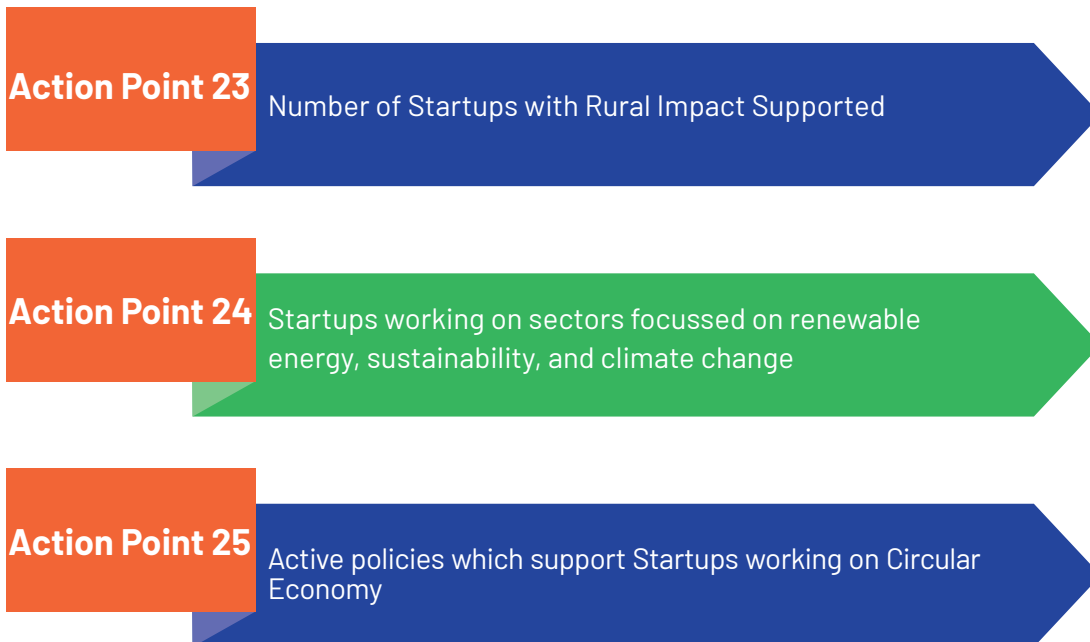 Action Point 23
Number of Startups with Rural Impact Supported
Action Point 24
Startups working on sectors focussed on renewable
energy, sustainability, and climate change
Action Point 25
Active policies which support Startups working on Circular
Economy